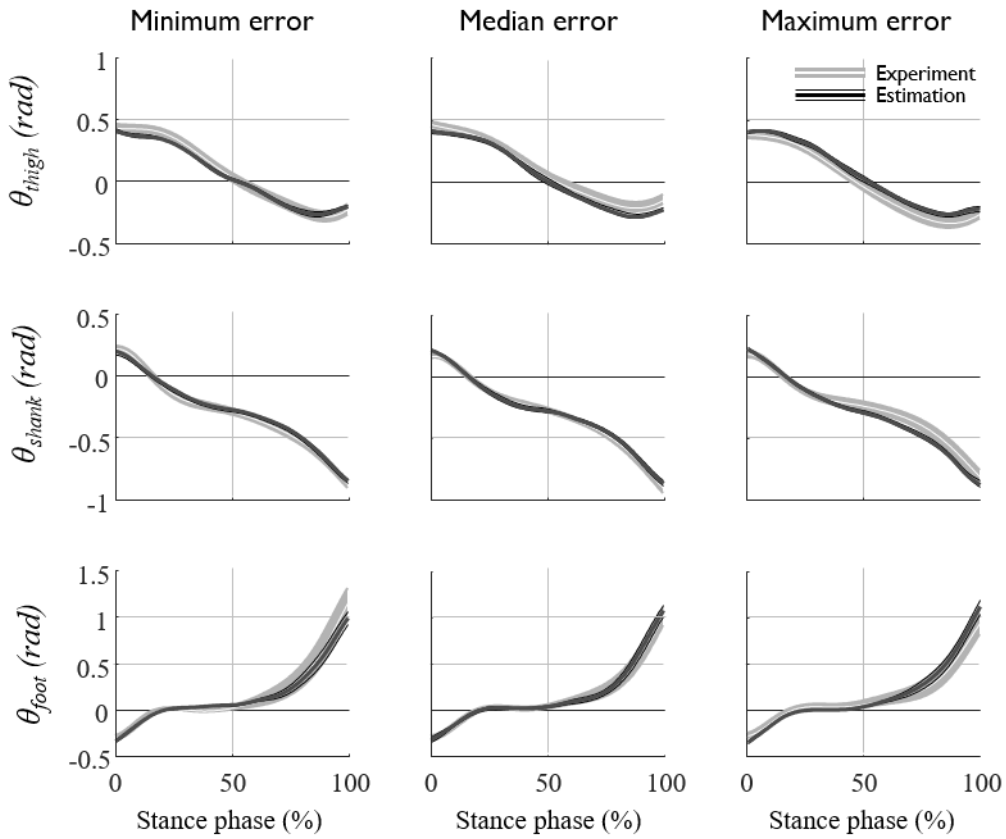 Minimum error Median error Maximum error
1
0.5
0
-0.5
θthigh (rad)
Experiment
Estimation
0.5
0
-0.5
-1
θshank (rad)
1.5
1
0.5
0
-0.5
θfoot (rad)
0 50 100 0 50 100 0 50 100
Stance phase (%) Stance phase (%) Stance phase (%)